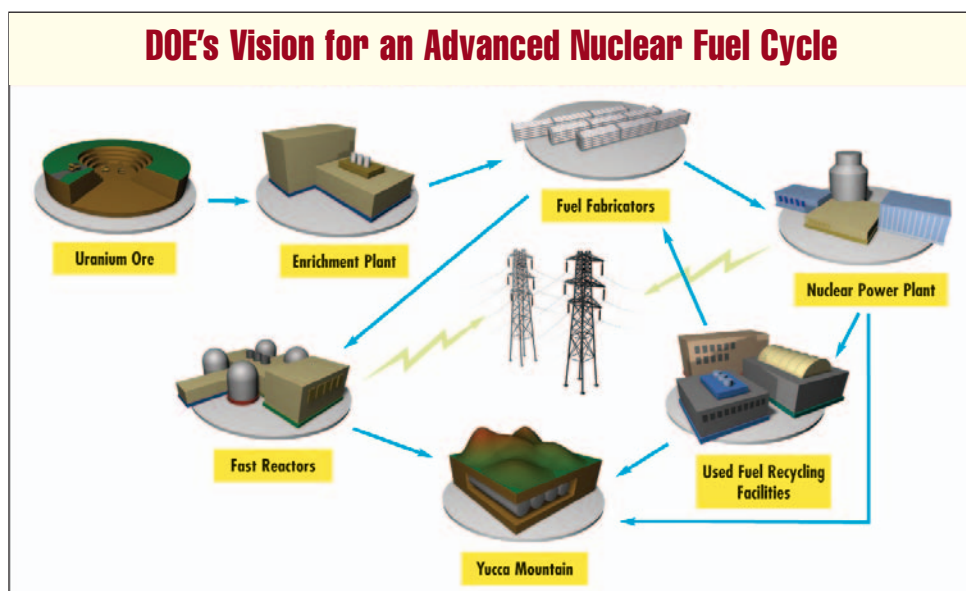 DOE's Vision for an Advanced Nuclear Fuel Cycle
Uranium Ore
Enrichment Plant
Fuel Fabricators
Nuclear Power Plant
Fast Reactors
Used Fuel Recycling
Facilities
Yucca Mountain